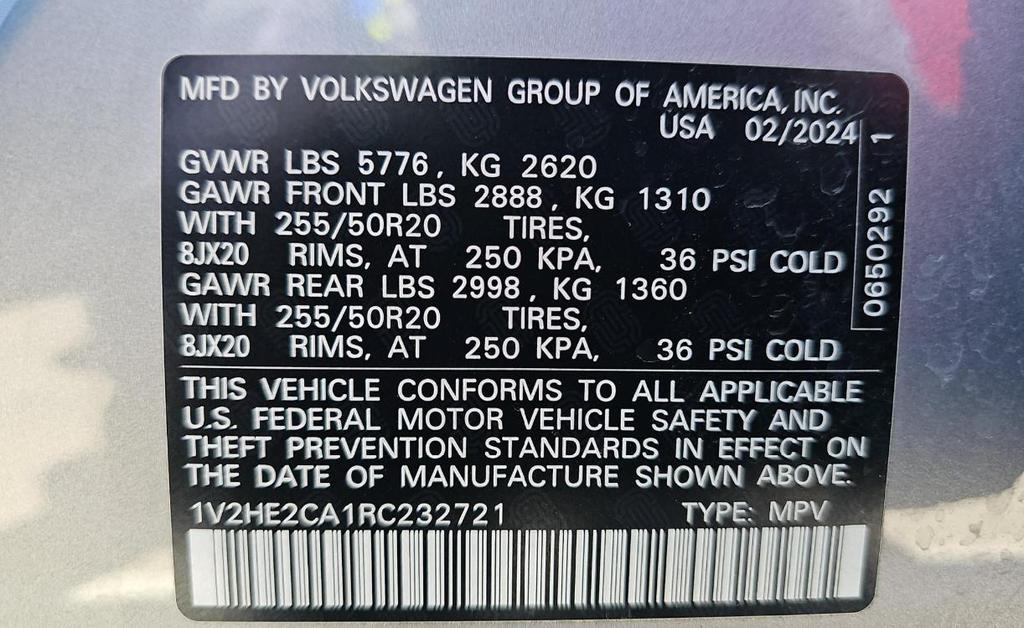 MFD BY VOLKSWAGEN GROUP OF AMERICA, INC.
USA 02/2024
GVWR LBS 5776, KG 2620
GAWR FRONT LBS 2888, KG 1310
WITH 255/50R20 TIRES,
8JX20 RIMS, AT 250 KPA, 36 PSI COLD
GAWR REAR LBS 2998, KG 1360
WITH 255/50R20 TIRES,
8JX20 RIMS, AT 250 KPA, 36 PSI COLD
0650292 1
THIS VEHICLE CONFORMS TO ALL APPLICABLE
U.S. FEDERAL MOTOR VEHICLE SAFETY AND
THEFT PREVENTION STANDARDS IN EFFECT ON
THE DATE OF MANUFACTURE SHOWN ABOVE.
1V2HE2CA1RC232721 TYPE: MPV